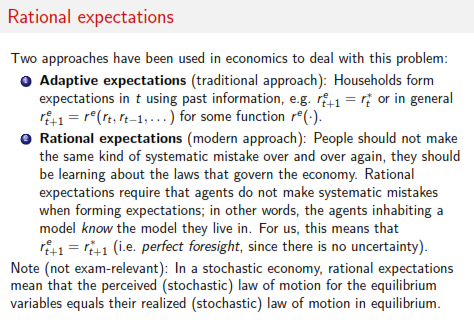 Rational expectations
Two approaches have been used in economics to deal with this problem:
1 Adaptive expectations (traditional approach): Households form
expectations in t using past information, e.g. r^e_{t+1} = r^*_t or in general
r^e_{t+1} = r^e(r_t, r_{t−1}, . . . ) for some function r^e(·).
2 Rational expectations (modern approach): People should not make
the same kind of systematic mistake over and over again, they should
be learning about the laws that govern the economy. Rational
expectations require that agents do not make systematic mistakes
when forming expectations; in other words, the agents inhabiting a
model know the model they live in. For us, this means that
r^e_{t+1} = r^*_{t+1} (i.e. perfect foresight, since there is no uncertainty).
Note (not exam-relevant): In a stochastic economy, rational expectations
mean that the perceived (stochastic) law of motion for the equilibrium
variables equals their realized (stochastic) law of motion in equilibrium.